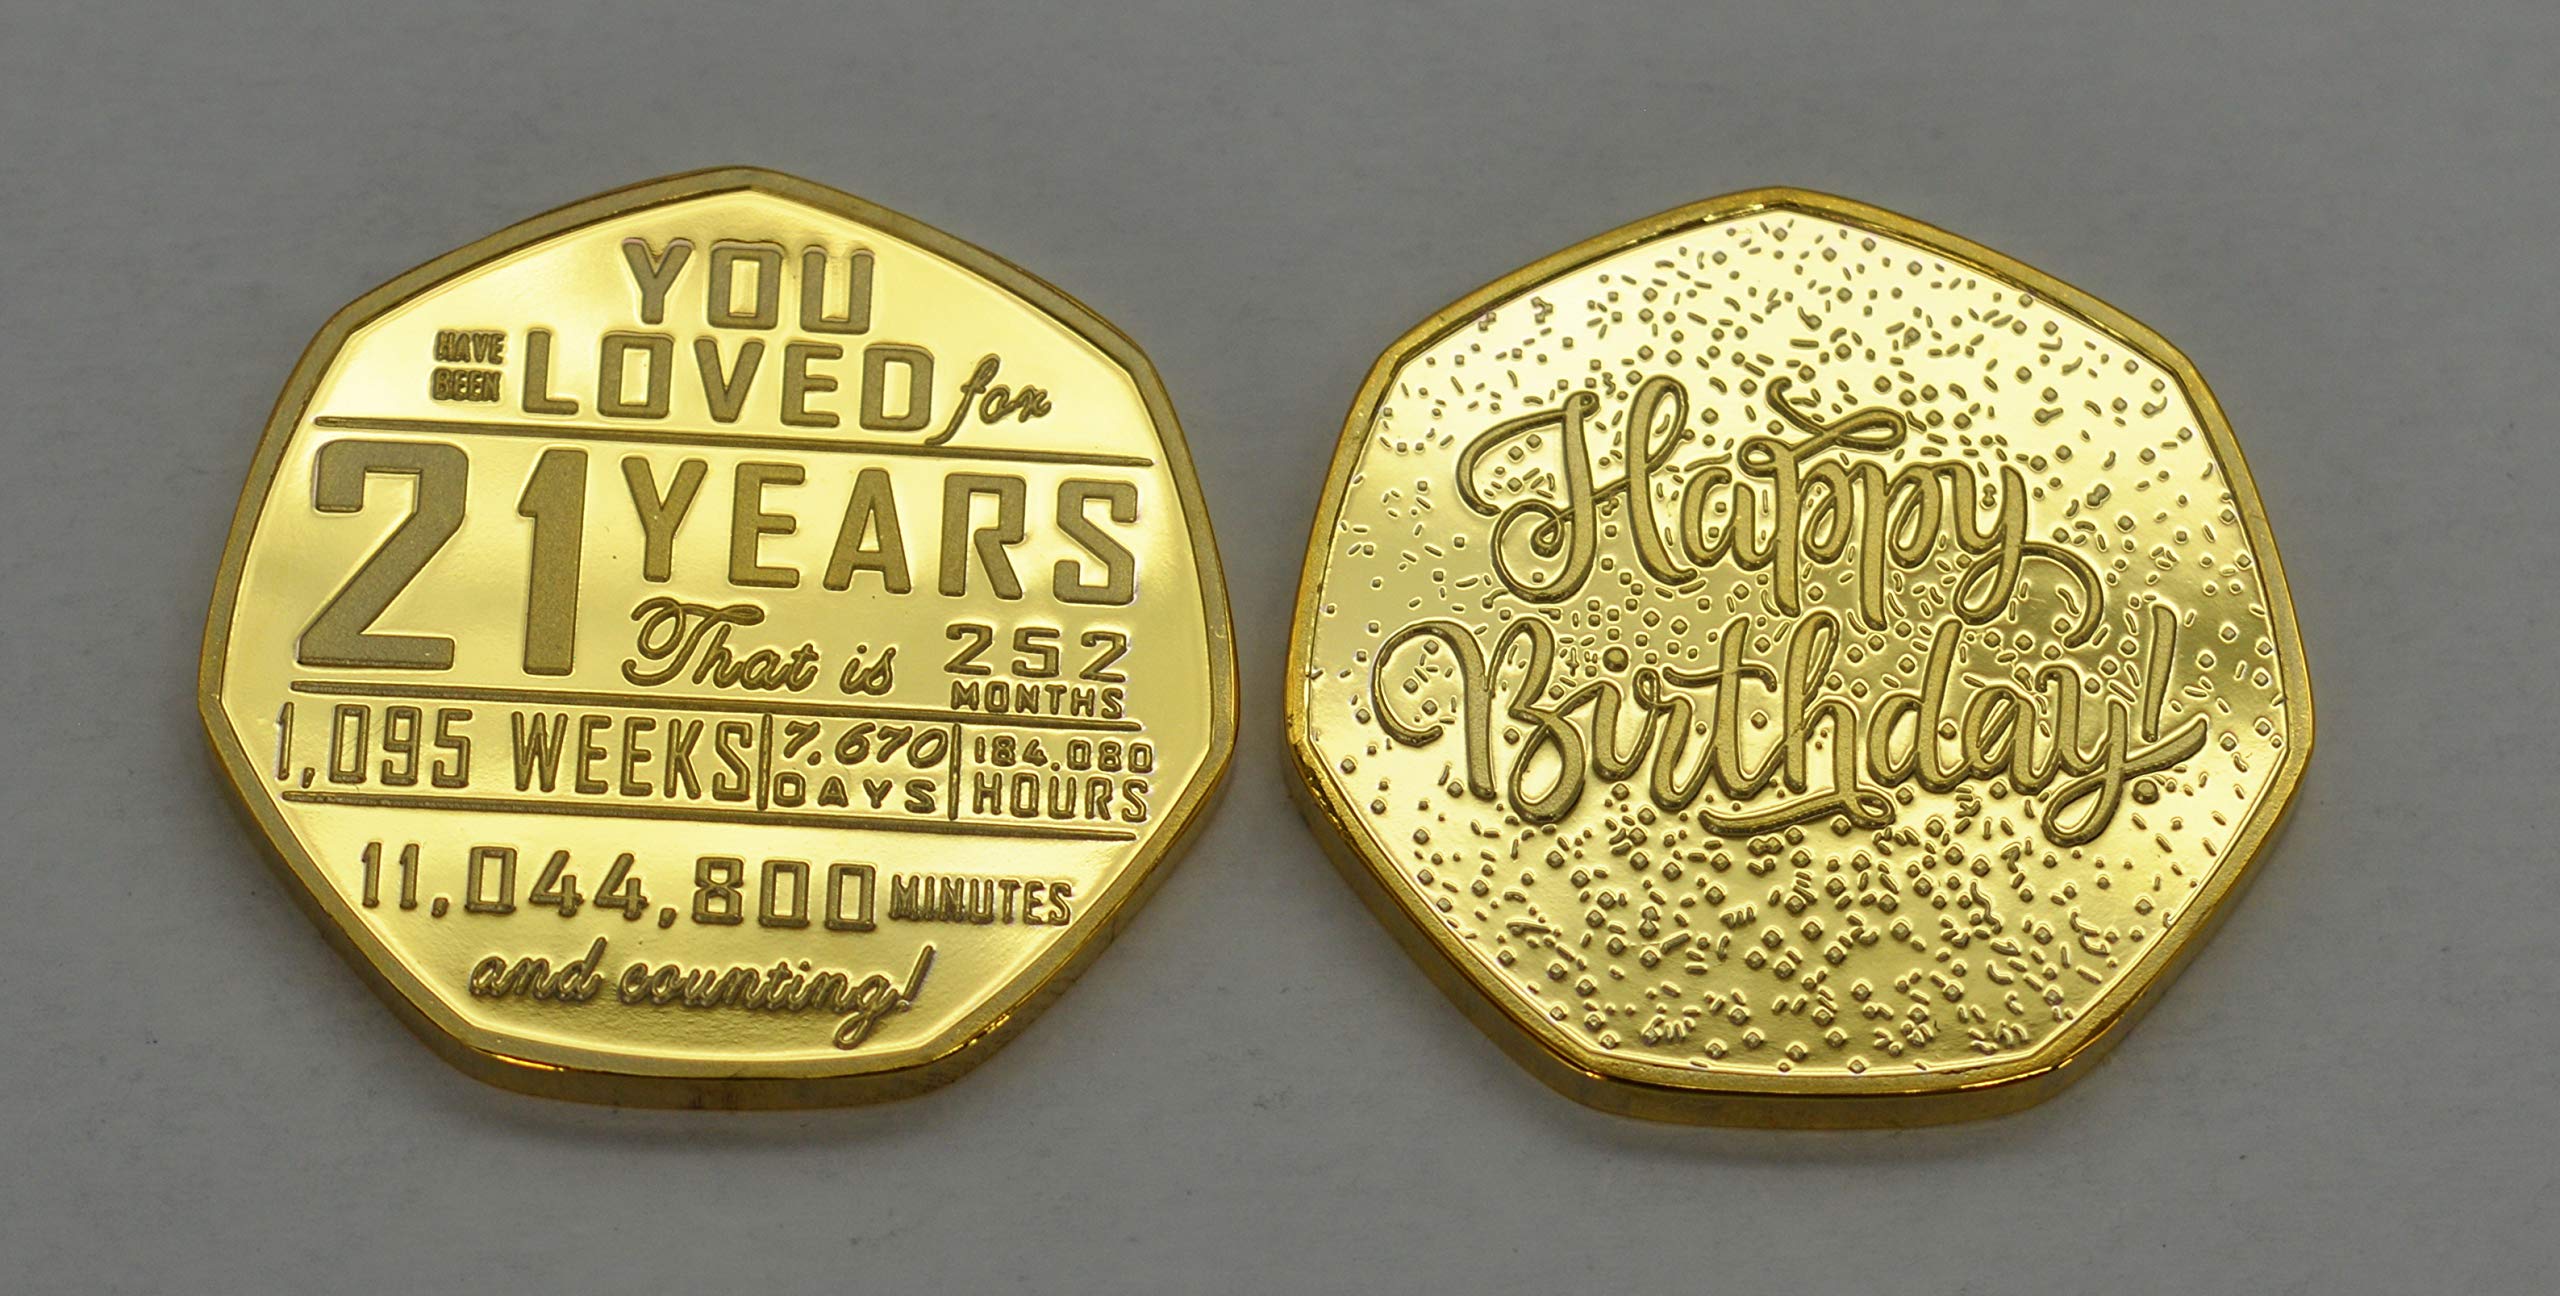 YOU
HAVE BEEN LOVED for
21 YEARS
That is 252 MONTHS
1,095 WEEKS 7.670 DAYS 184.080 HOURS
11,044,800 MINUTES
and counting!
Happy
Birthday!